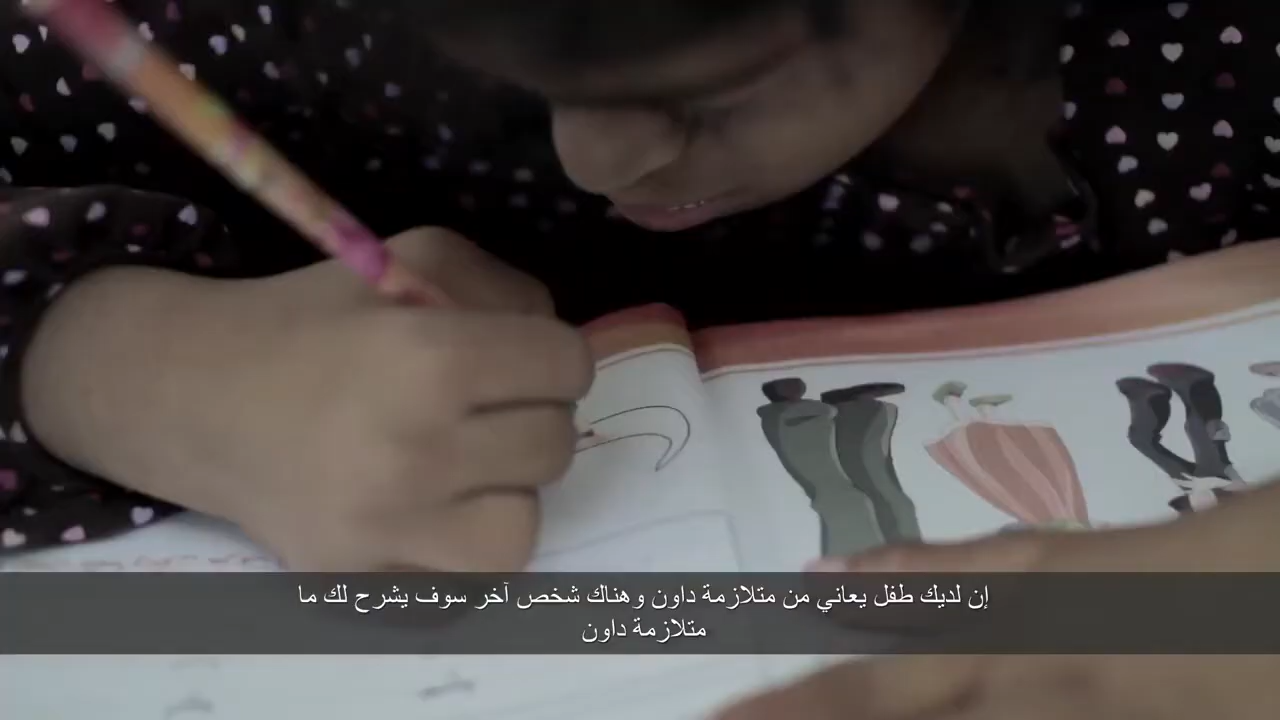 إن لديك طفل يعاني من متلازمة داون وهناك شخص آخر سوف يشرح لك ما
متلازمة داون